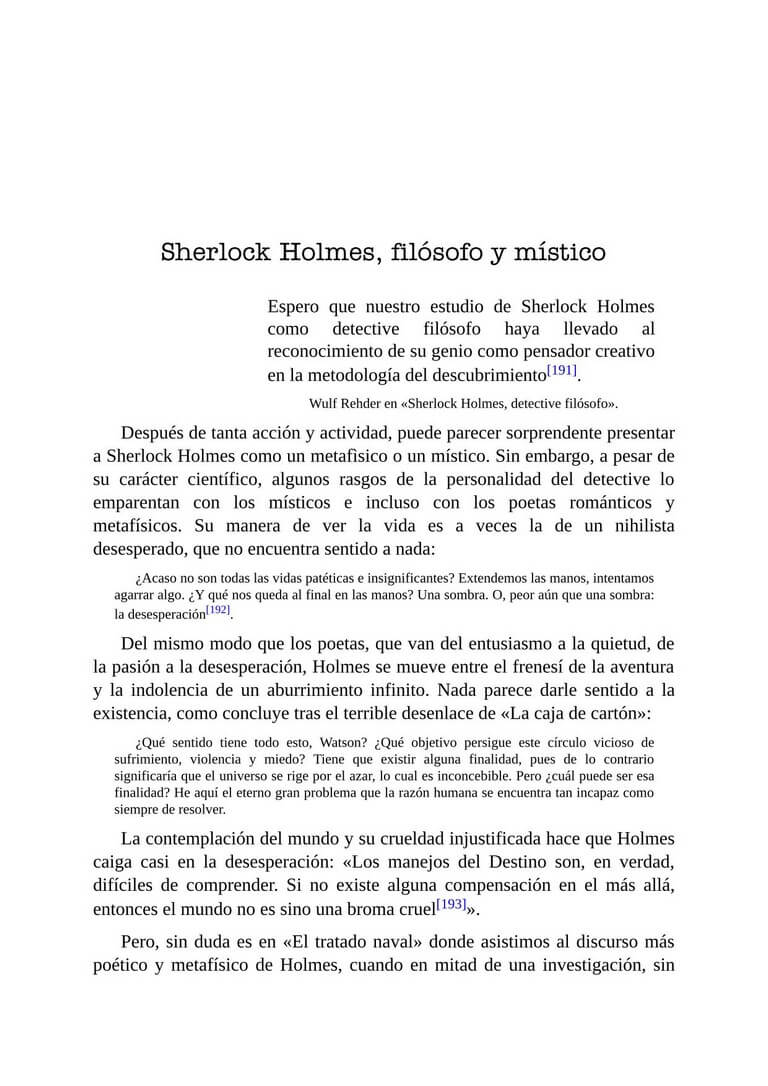 Sherlock Holmes, filósofo y místico
Espero que nuestro estudio de Sherlock Holmes
como detective filósofo haya llevado al
reconocimiento de su genio como pensador creativo
en la metodología del descubrimiento[191].
Wulf Rehder en «Sherlock Holmes, detective filósofo».
Después de tanta acción y actividad, puede parecer sorprendente presentar
a Sherlock Holmes como un metafisico o un místico. Sin embargo, a pesar de
su carácter científico, algunos rasgos de la personalidad del detective lo
emparentan con los místicos e incluso con los poetas románticos y
metafísicos. Su manera de ver la vida es a veces la de un nihilista
desesperado, que no encuentra sentido a nada:
¿Acaso no son todas las vidas patéticas e insignificantes? Extendemos las manos, intentamos
agarrar algo. ¿Y qué nos queda al final en las manos? Una sombra. O, peor aún que una sombra:
la desesperación[192].
Del mismo modo que los poetas, que van del entusiasmo a la quietud, de
la pasión a la desesperación, Holmes se mueve entre el frenesí de la aventura
y la indolencia de un aburrimiento infinito. Nada parece darle sentido a la
existencia, como concluye tras el terrible desenlace de «La caja de cartón»:
¿Qué sentido tiene todo esto, Watson? ¿Qué objetivo persigue este círculo vicioso de
sufrimiento, violencia y miedo? Tiene que existir alguna finalidad, pues de lo contrario
significaría que el universo se rige por el azar, lo cual es inconcebible. Pero ¿cuál puede ser esa
finalidad? He aquí el eterno gran problema que la razón humana se encuentra tan incapaz como
siempre de resolver.
La contemplación del mundo y su crueldad injustificada hace que Holmes
caiga casi en la desesperación: «Los manejos del Destino son, en verdad,
difíciles de comprender. Si no existe alguna compensación en el más allá,
entonces el mundo no es sino una broma cruel[193]».
Pero, sin duda es en «El tratado naval» donde asistimos al discurso más
poético y metafísico de Holmes, cuando en mitad de una investigación, sin